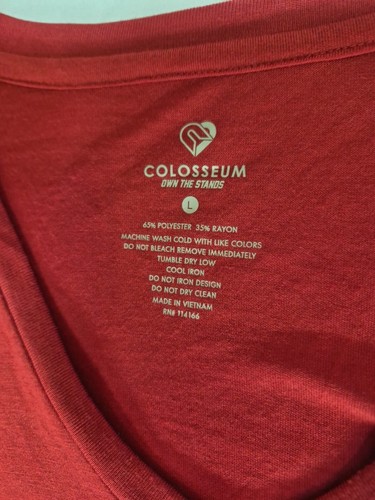 COLOSSEUM
OWN THE STANDS
L
65% POLYESTER 35% RAYON
MACHINE WASH COLD WITH LIKE COLORS
DO NOT BLEACH REMOVE IMMEDIATELY
TUMBLE DRY LOW
COOL IRON
DO NOT IRON DESIGN
DO NOT DRY CLEAN
MADE IN VIETNAM
RN# 114166